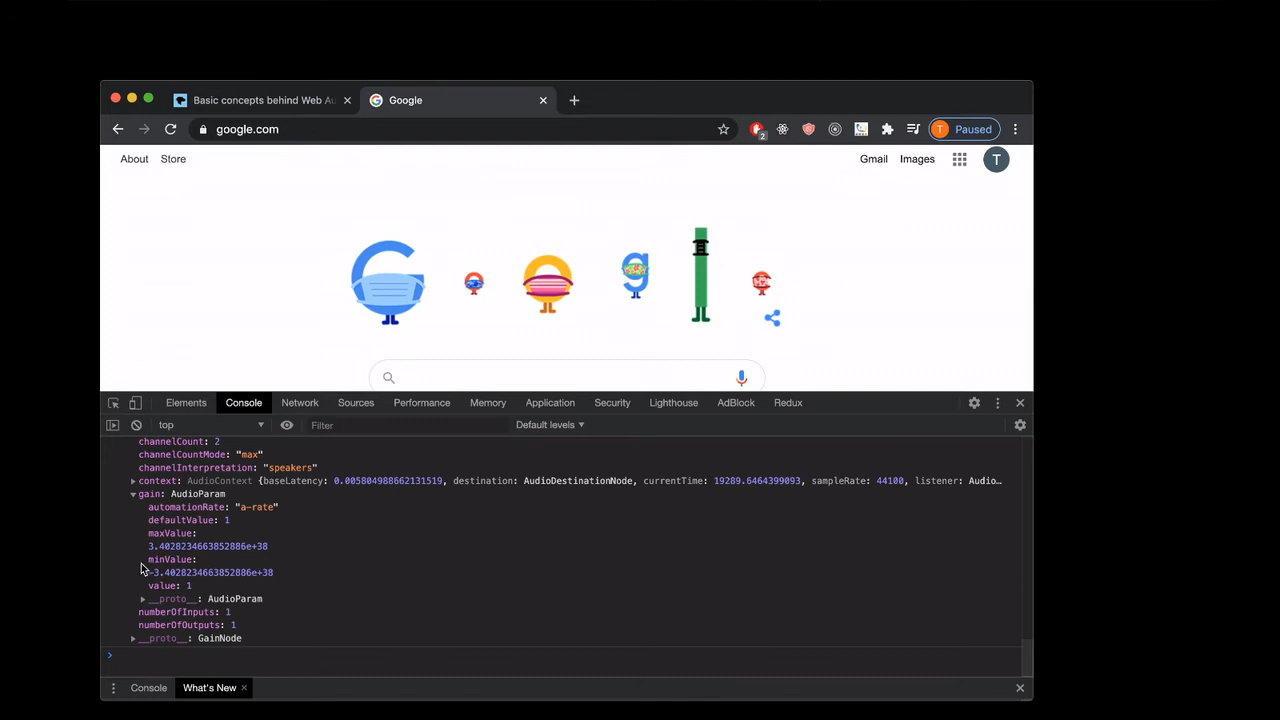 Basic concepts behind Web Au
Google
google.com
2
T Paused
About Store
Gmail Images T
G o o g l e
Elements Console Network Sources Performance Memory Application Security Lighthouse AdBlock Redux
top Filter Default levels
channelCount: 2
channelCountMode: "max"
channelInterpretation: "speakers"
context: AudioContext {baseLatency: 0.005804988662131519, destination: AudioDestinationNode, currentTime: 19289.6464399093, sampleRate: 44100, listener: Audio…
gain: AudioParam
automationRate: "a-rate"
defaultValue: 1
maxValue:
3.4028234663852886e+38
minValue:
-3.4028234663852886e+38
value: 1
__proto__: AudioParam
numberOfInputs: 1
numberOfOutputs: 1
__proto__: GainNode
Console What's New